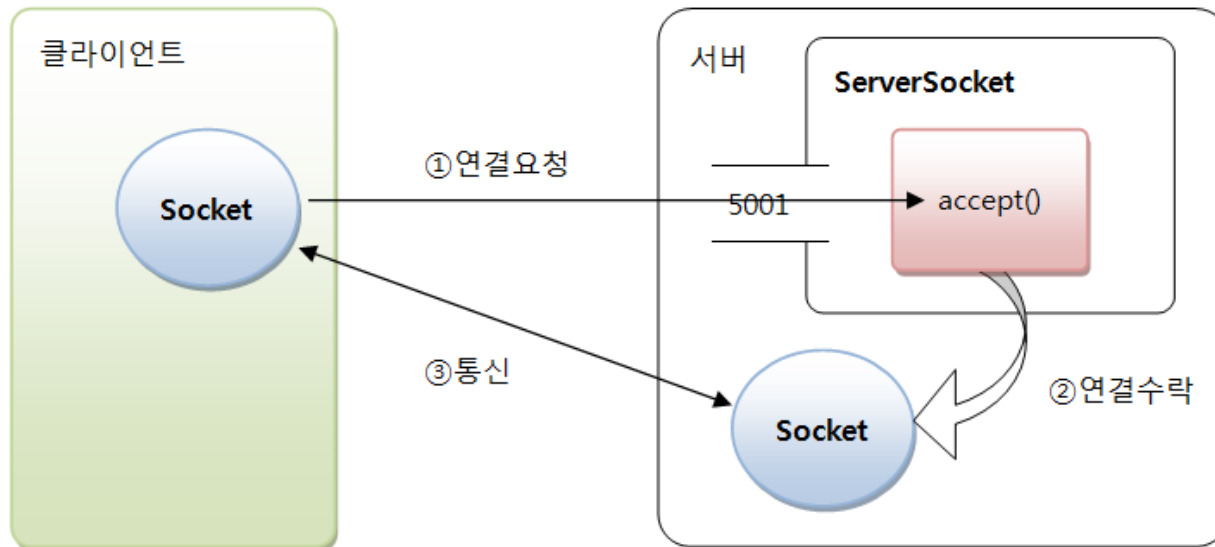 클라이언트
서버
ServerSocket
①연결요청
Socket
5001
accept()
③통신
②연결수락
Socket